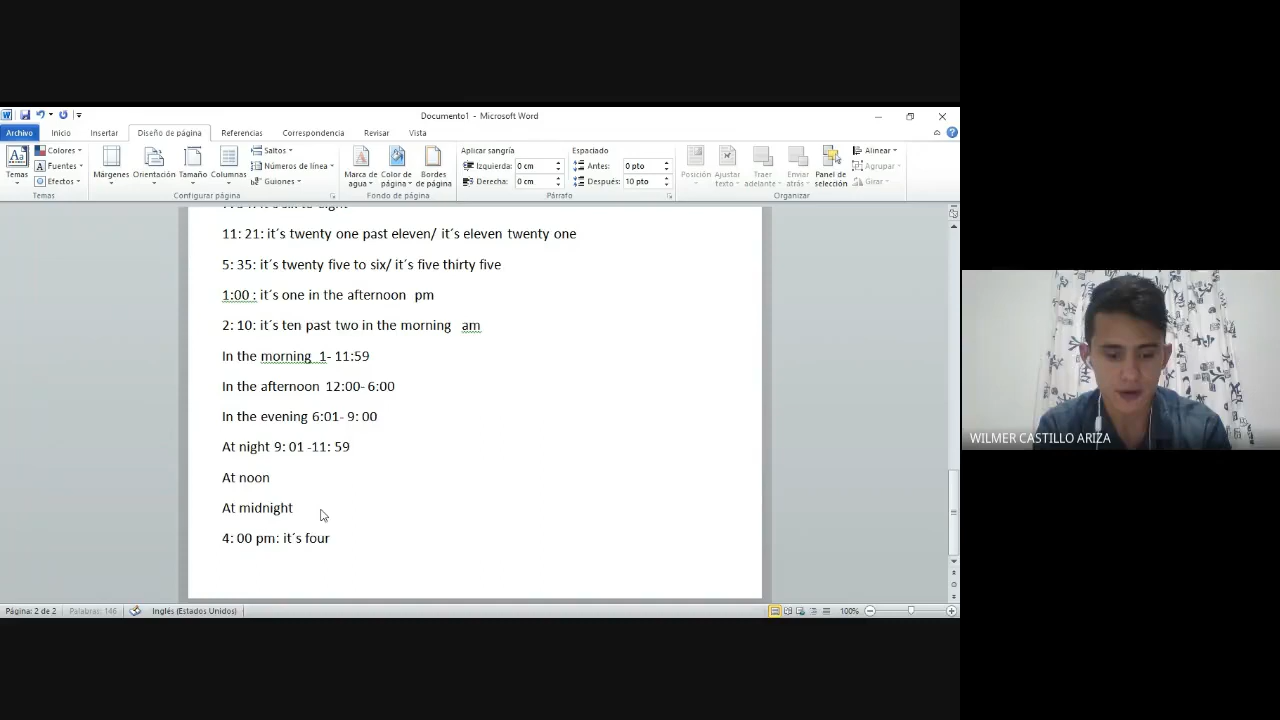 Documento1 - Microsoft Word
Archivo Inicio Insertar Diseño de página Referencias Correspondencia Revisar Vista
Colores
Fuentes
Efectos
Temas
Márgenes Orientación Tamaño Columnas
Saltos
Números de línea
Guiones
Marca de agua
Color de página
Bordes de página
Aplicar sangría
Izquierda: 0 cm
Derecha: 0 cm
Espaciado
Antes: 0 pto
Después: 10 pto
Posición
Ajustar texto
Traer adelante
Enviar atrás
Panel de selección
Alinear
Agrupar
Girar
Temas Configurar página Fondo de página Párrafo Organizar
11: 21: it´s twenty one past eleven/ it´s eleven twenty one
5: 35: it´s twenty five to six/ it´s five thirty five
1:00 : it´s one in the afternoon pm
2: 10: it´s ten past two in the morning am
In the morning 1- 11:59
In the afternoon 12:00- 6:00
In the evening 6:01- 9: 00
At night 9: 01 -11: 59
At noon
At midnight
4: 00 pm: it´s four
WILMER CASTILLO ARIZA
Página: 2 de 2 Palabras: 146 Inglés (Estados Unidos) 100%